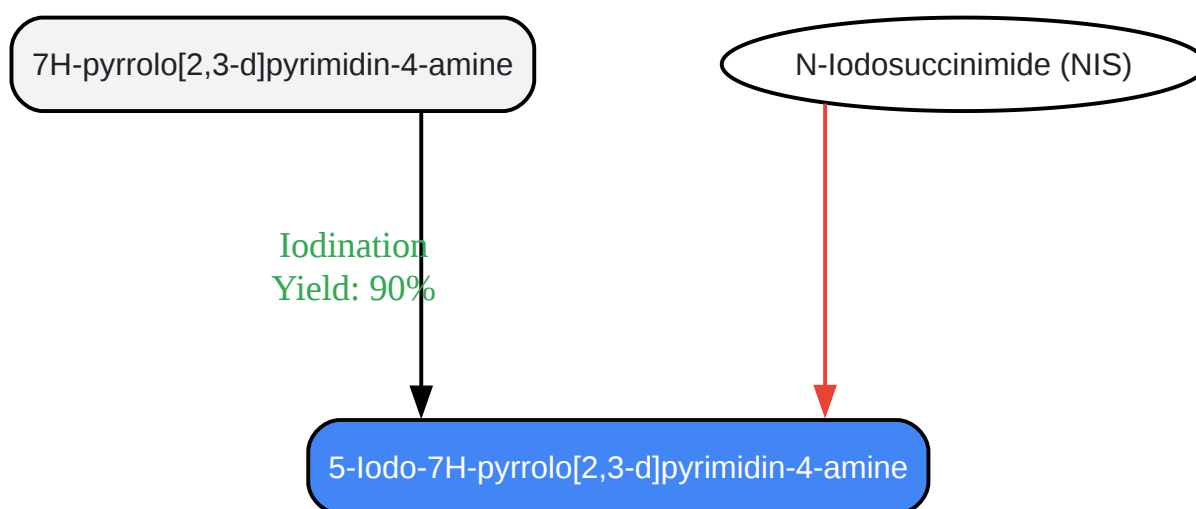 7H-pyrrolo[2,3-d]pyrimidin-4-amine
N-Iodosuccinimide (NIS)
Iodination
Yield: 90%
5-Iodo-7H-pyrrolo[2,3-d]pyrimidin-4-amine